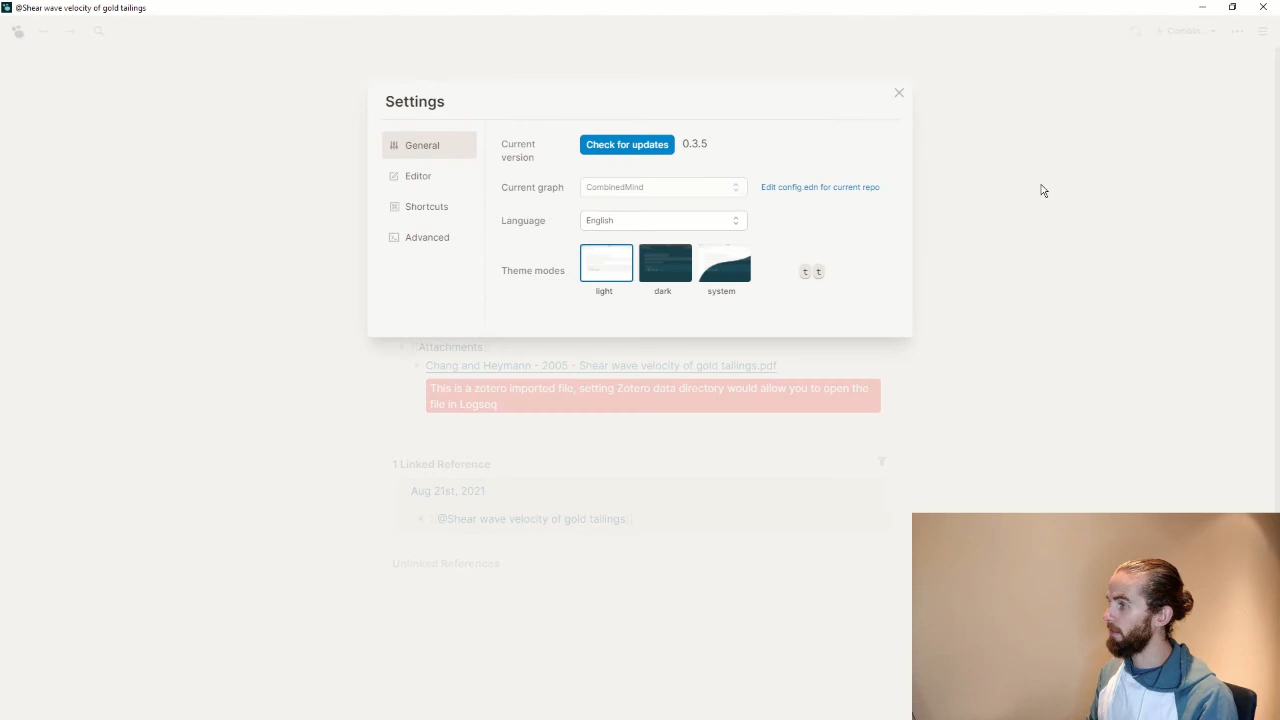 @Shear wave velocity of gold tailings
Combin...
Settings
General
Editor
Shortcuts
Advanced
Current version
Check for updates
0.3.5
Current graph
CombinedMind
Edit config.edn for current repo
Language
English
Theme modes
light
dark
system
t t
Attachments
Chang and Heymann - 2005 - Shear wave velocity of gold tailings.pdf
This is a zotero imported file, setting Zotero data directory would allow you to open the
file in Logseq
1 Linked Reference
Aug 21st, 2021
[[@Shear wave velocity of gold tailings]]
Unlinked References